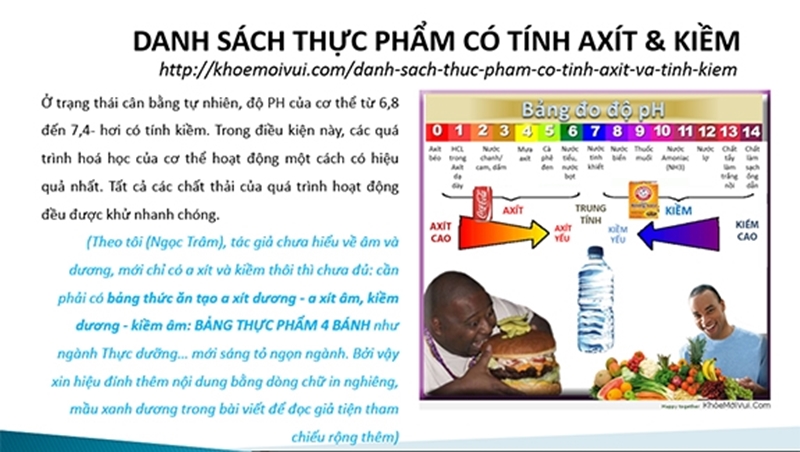 DANH SÁCH THỰC PHẨM CÓ TÍNH AXÍT & KIỀM
http://khoemoivui.com/danh-sach-thuc-pham-co-tinh-axit-va-tinh-kiem
Ở trạng thái cân bằng tự nhiên, độ PH của cơ thể từ 6,8
đến 7,4- hơi có tính kiềm. Trong điều kiện này, các quá
trình hoá học của cơ thể hoạt động một cách có hiệu
quả nhất. Tất cả các chất thải của quá trình hoạt động
đều được khử nhanh chóng.
(Theo tôi (Ngọc Trâm), tác giả chưa hiểu về âm và
dương, mới chỉ có a xít và kiềm thôi thì chưa đủ: cần
phải có bảng thức ăn tạo a xít dương - a xít âm, kiềm
dương - kiềm âm: BẢNG THỰC PHẨM 4 BÁNH như
ngành Thực dưỡng... mới sáng tỏ ngọn ngành. Bởi vậy
xin hiệu đính thêm nội dung bằng dòng chữ in nghiêng,
mầu xanh dương trong bài viết để đọc giả tiện tham
chiếu rộng thêm)
Bảng đo độ pH
0 1 2 3 4 5 6 7 8 9 10 11 12 13 14
Axít béo
HCL trong Axít dạ dày
Nước chanh/ cam, dấm
Mưa axít
Cà phê đen
Nước tiểu, nước bọt
Nước tinh khiết
Nước biển
Thuốc muối
Nước Amoniac (NH3)
Nước lợ
Chất tẩy làm trắng nồi
Chất làm sạch ống dẫn
AXÍT
TRUNG TÍNH
KIỀM
AXÍT CAO
AXÍT YẾU
KIỀM YẾU
KIỀM CAO
Happy together KhỏeMớiVui.Com